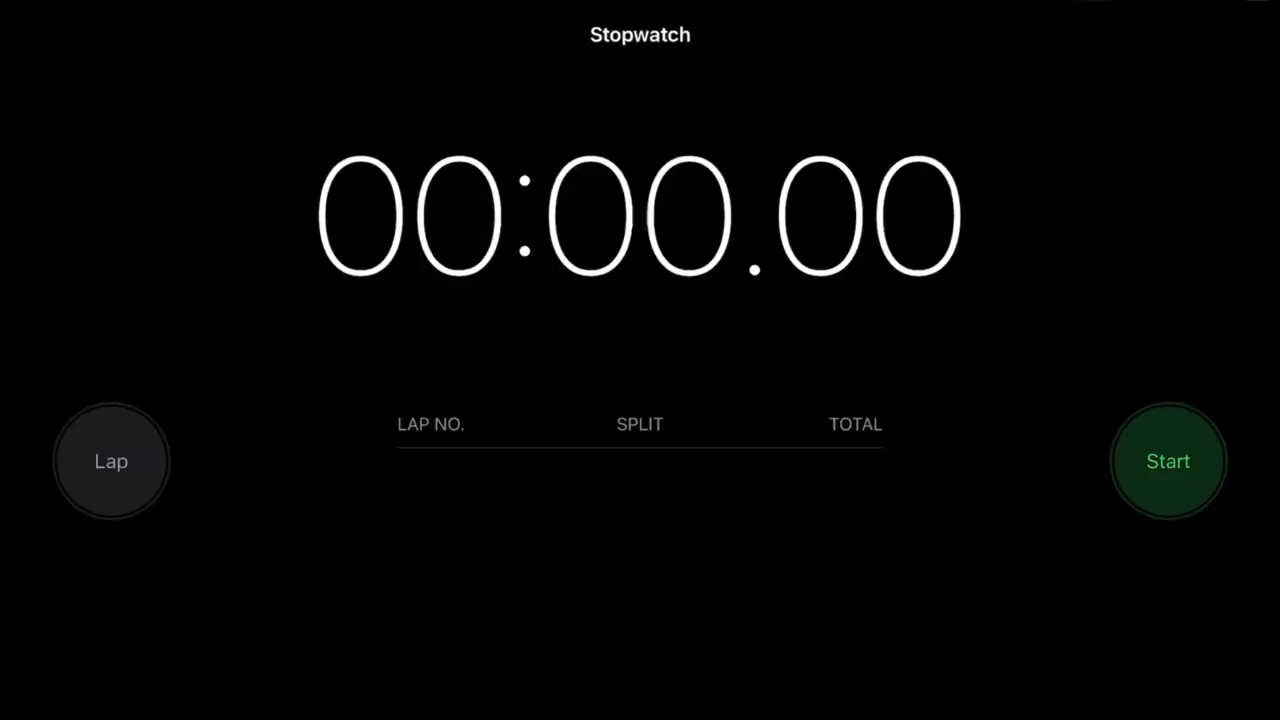 Stopwatch
00:00.00
LAP NO. SPLIT TOTAL
Lap
Start